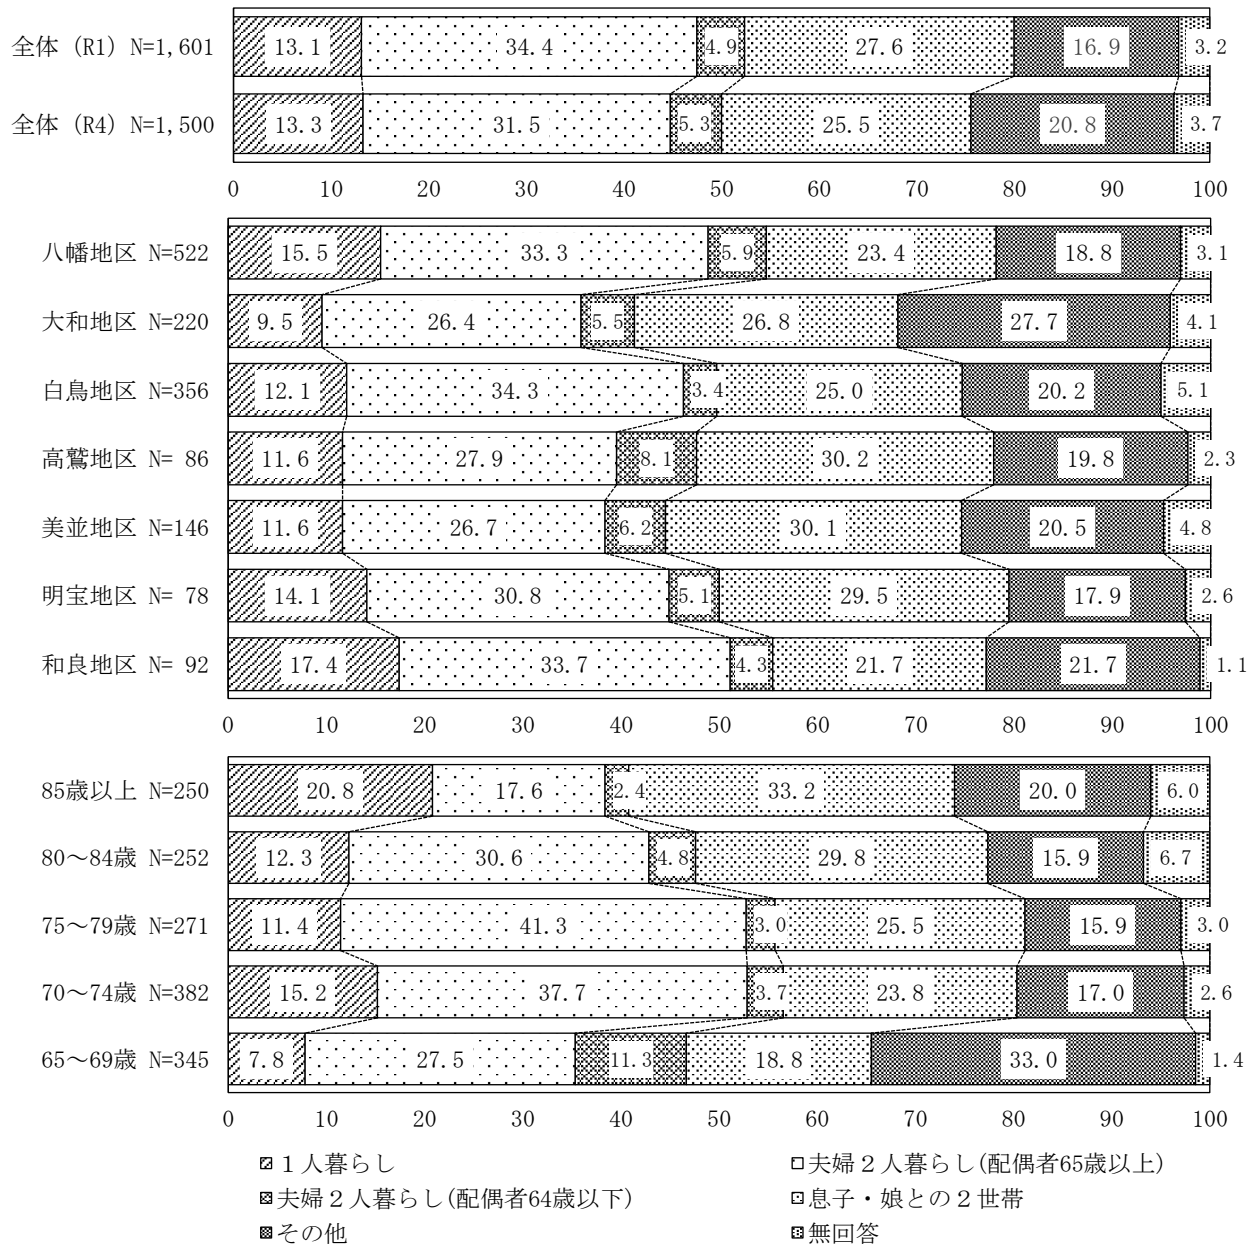 全体（R1）N=1,601 13.1 34.4 4.9 27.6 16.9 3.2
全体（R4）N=1,500 13.3 31.5 5.3 25.5 20.8 3.7
0 10 20 30 40 50 60 70 80 90 100
八幡地区 N=522 15.5 33.3 5.9 23.4 18.8 3.1
大和地区 N=220 9.5 26.4 5.5 26.8 27.7 4.1
白鳥地区 N=356 12.1 34.3 3.4 25.0 20.2 5.1
高鷲地区 N= 86 11.6 27.9 8.1 30.2 19.8 2.3
美並地区 N=146 11.6 26.7 6.2 30.1 20.5 4.8
明宝地区 N= 78 14.1 30.8 5.1 29.5 17.9 2.6
和良地区 N= 92 17.4 33.7 4.3 21.7 21.7 1.1
0 10 20 30 40 50 60 70 80 90 100
85歳以上 N=250 20.8 17.6 2.4 33.2 20.0 6.0
80～84歳 N=252 12.3 30.6 4.8 29.8 15.9 6.7
75～79歳 N=271 11.4 41.3 3.0 25.5 15.9 3.0
70～74歳 N=382 15.2 37.7 3.7 23.8 17.0 2.6
65～69歳 N=345 7.8 27.5 11.3 18.8 33.0 1.4
0 10 20 30 40 50 60 70 80 90 100
１人暮らし 夫婦２人暮らし(配偶者65歳以上)
夫婦２人暮らし(配偶者64歳以下) 息子・娘との２世帯
その他 無回答